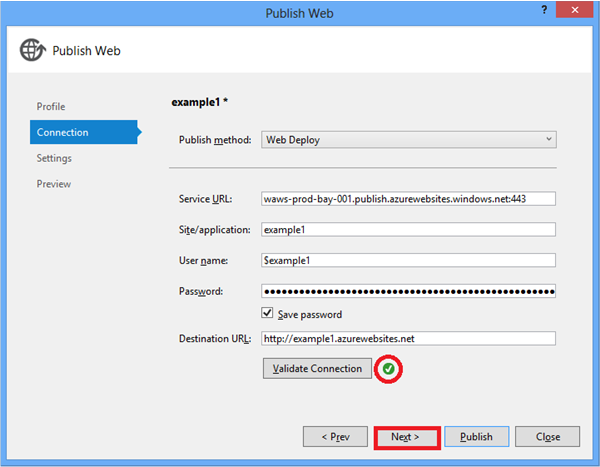 Publish Web
?
Publish Web
Profile
Connection
Settings
Preview
example1 *
Publish method: Web Deploy
Service URL: waws-prod-bay-001.publish.azurewebsites.windows.net:443
Site/application: example1
User name: $example1
Password:
Save password
Destination URL: http://example1.azurewebsites.net
Validate Connection
< Prev Next > Publish Close